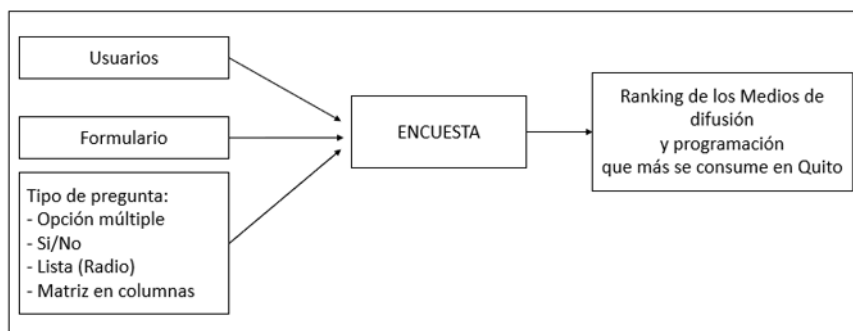 Usuarios
Formulario
Tipo de pregunta:
- Opción múltiple
- Si/No
- Lista (Radio)
- Matriz en columnas
ENCUESTA
Ranking de los Medios de
difusión
y programación
que más se consume en Quito